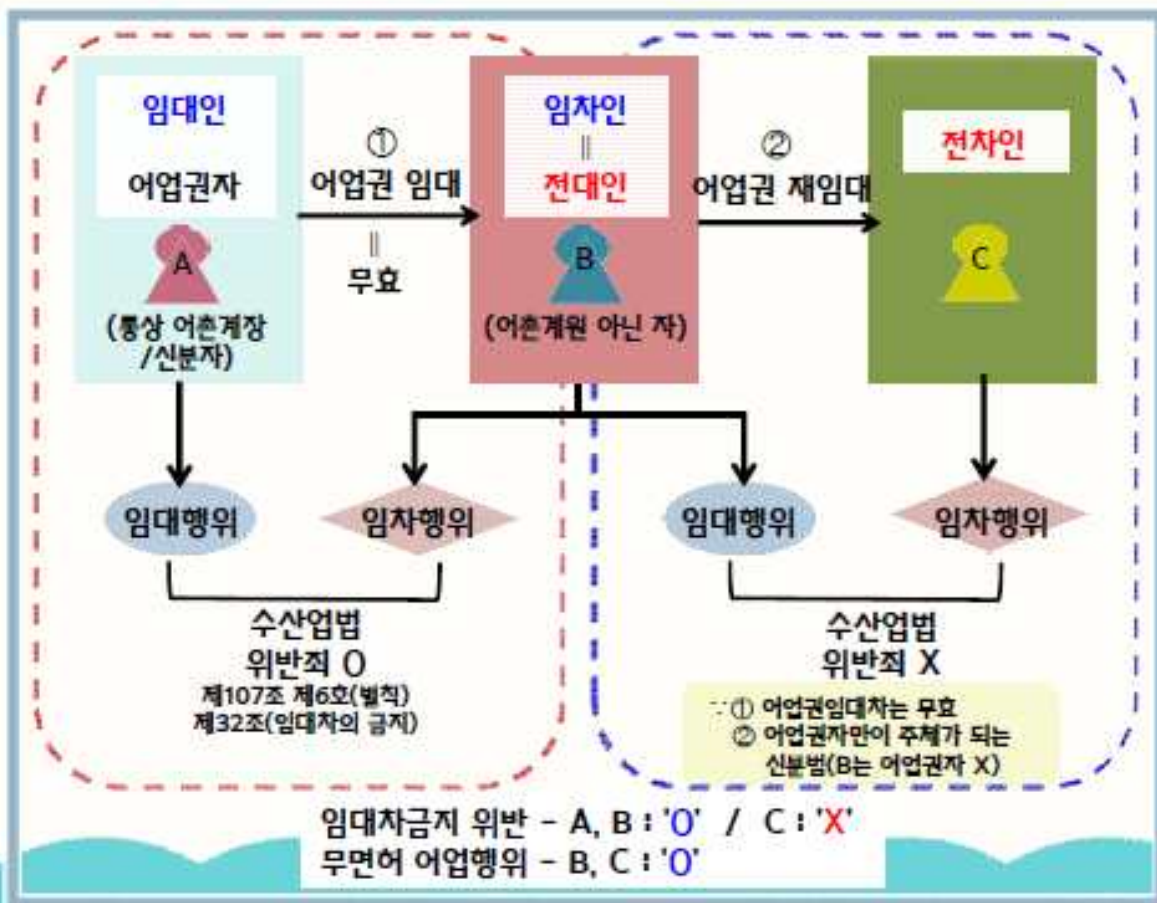 임대인
어업권자
A
(통상 어촌계장
/신분자)
①
어업권 임대
=
무효
임차인
=
전대인
B
(어촌계원 아닌 자)
②
어업권 재임대
전차인
C
임대행위
임차행위
임대행위
임차행위
수산업법
위반죄 O
제107조 제6호(벌칙)
제32조(임대차의 금지)
수산업법
위반죄 X
∵ ① 어업권임대차는 무효
② 어업권자만이 주체가 되는
신분범(B는 어업권자 X)
임대차금지 위반 - A, B : 'O' / C : 'X'
무면허 어업행위 - B, C : 'O'